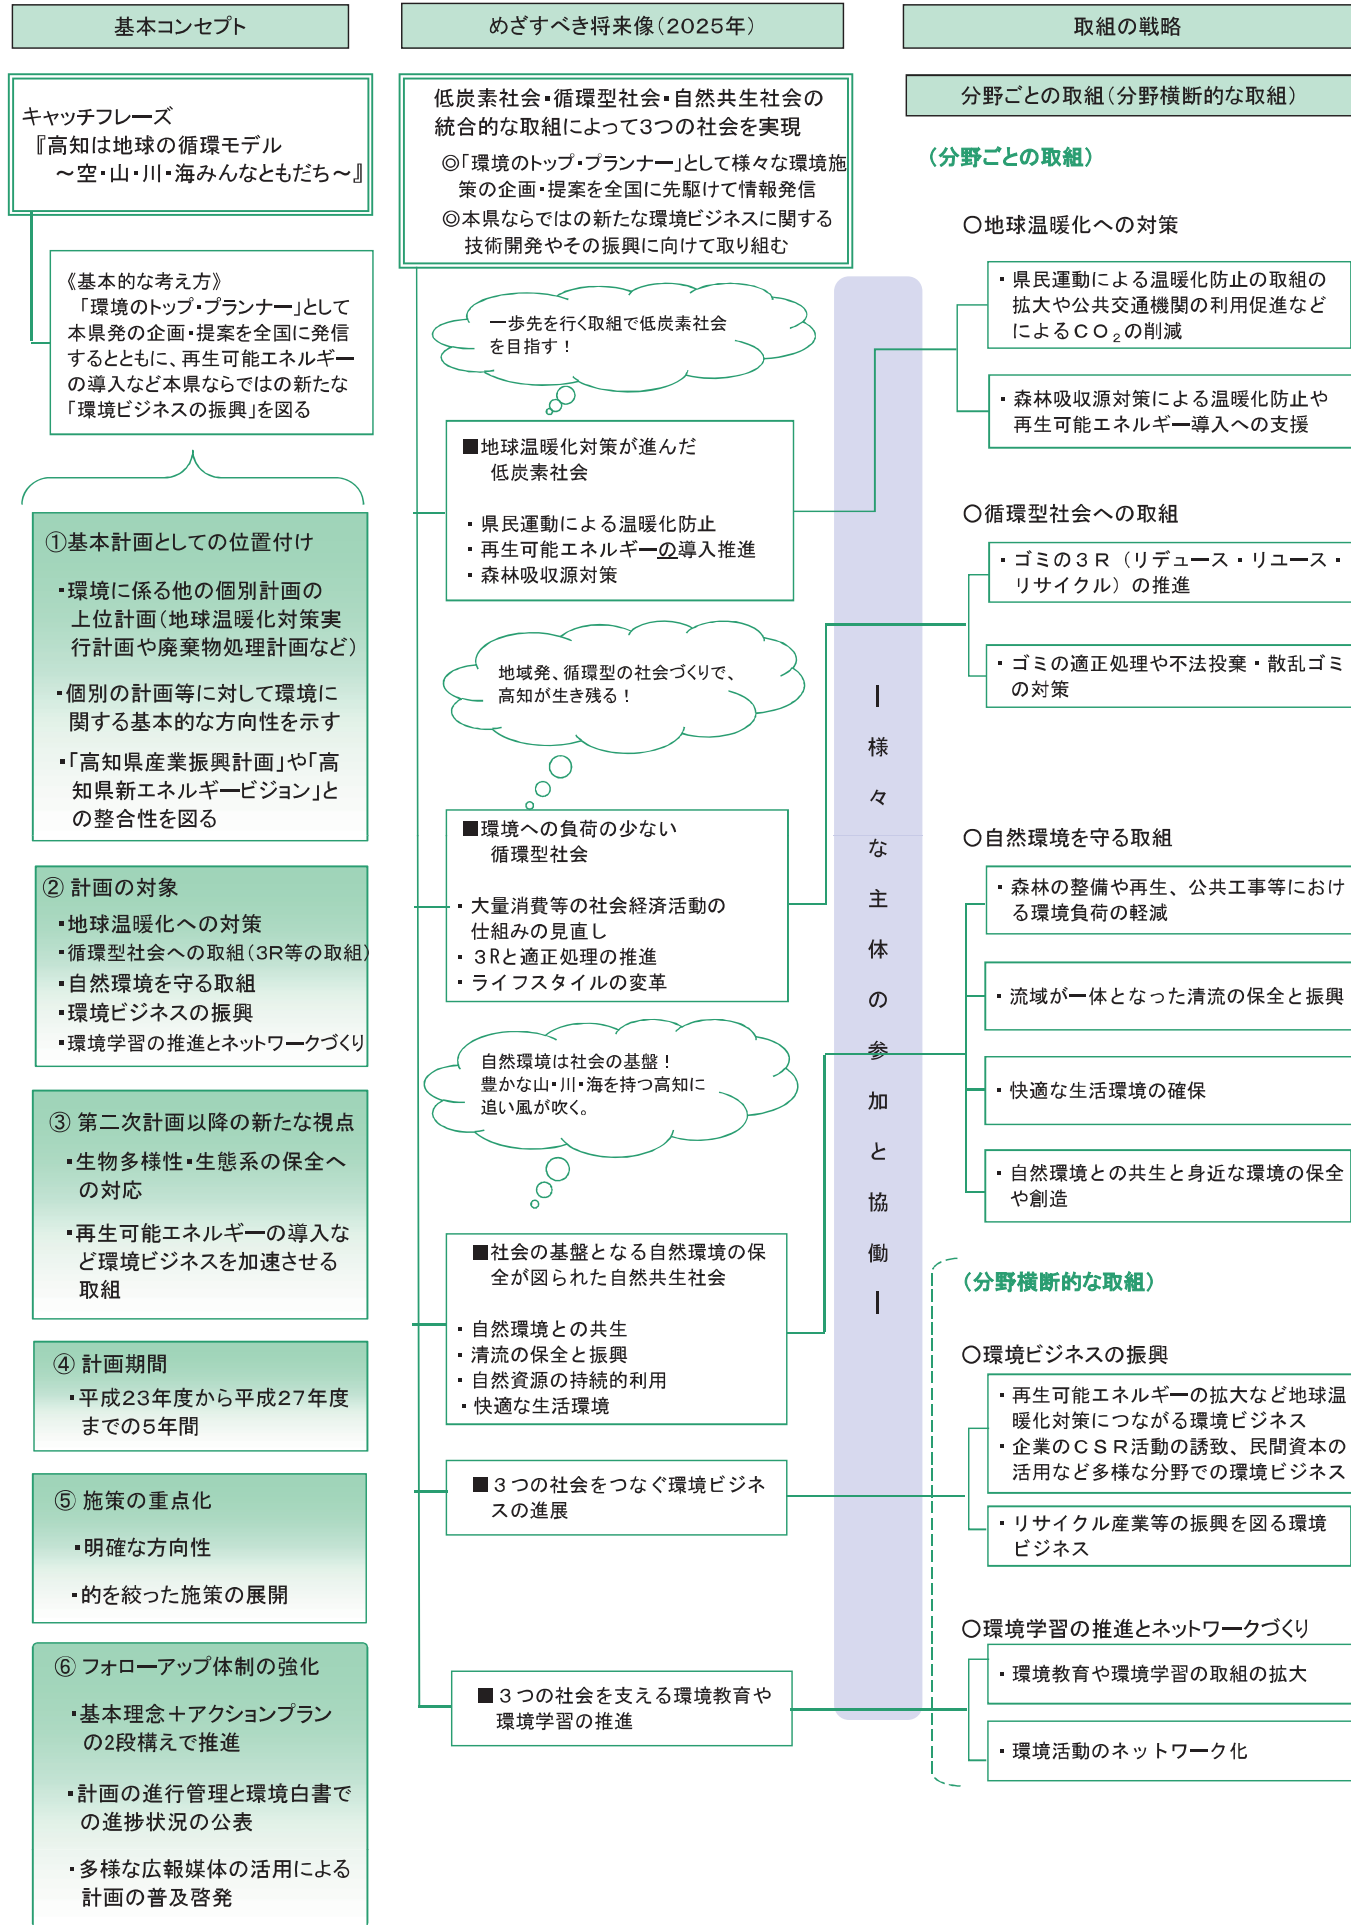 基本コンセプト
キャッチフレーズ
『高知は地球の循環モデル
～空・山・川・海みんなともだち～』
《基本的な考え方》
「環境のトップ・プランナー」として
本県発の企画・提案を全国に発信
するとともに、再生可能エネルギー
の導入など本県ならではの新たな
「環境ビジネスの振興」を図る
①基本計画としての位置付け
・環境に係る他の個別計画の
上位計画(地球温暖化対策実
行計画や廃棄物処理計画など)
・個別の計画等に対して環境に
関する基本的な方向性を示す
・「高知県産業振興計画」や「高
知県新エネルギービジョン」と
の整合性を図る
② 計画の対象
・地球温暖化への対策
・循環型社会への取組(3R等の取組)
・自然環境を守る取組
・環境ビジネスの振興
・環境学習の推進とネットワークづくり
③ 第二次計画以降の新たな視点
・生物多様性・生態系の保全へ
の対応
・再生可能エネルギーの導入な
ど環境ビジネスを加速させる
取組
④ 計画期間
・平成23年度から平成27年度
までの5年間
⑤ 施策の重点化
・明確な方向性
・的を絞った施策の展開
⑥ フォローアップ体制の強化
・基本理念＋アクションプラン
の2段構えで推進
・計画の進行管理と環境白書で
の進捗状況の公表
・多様な広報媒体の活用による
計画の普及啓発
めざすべき将来像(2025年)
低炭素社会・循環型社会・自然共生社会の
統合的な取組によって3つの社会を実現
◎「環境のトップ・プランナー」として様々な環境施
策の企画・提案を全国に先駆けて情報発信
◎本県ならではの新たな環境ビジネスに関する
技術開発やその振興に向けて取り組む
一歩先を行く取組で低炭素社会
を目指す！
■地球温暖化対策が進んだ
低炭素社会
・県民運動による温暖化防止
・再生可能エネルギーの導入推進
・森林吸収源対策
地域発、循環型の社会づくりで、
高知が生き残る！
■環境への負荷の少ない
循環型社会
・大量消費等の社会経済活動の
仕組みの見直し
・３Rと適正処理の推進
・ライフスタイルの変革
自然環境は社会の基盤！
豊かな山・川・海を持つ高知に
追い風が吹く。
■社会の基盤となる自然環境の保
全が図られた自然共生社会
・自然環境との共生
・清流の保全と振興
・自然資源の持続的利用
・快適な生活環境
■３つの社会をつなぐ環境ビジネ
スの進展
■３つの社会を支える環境教育や
環境学習の推進
―様々な主体の参加と協働―
取組の戦略
分野ごとの取組(分野横断的な取組)
(分野ごとの取組)
○地球温暖化への対策
・県民運動による温暖化防止の取組の
拡大や公共交通機関の利用促進など
によるＣＯ₂の削減
・森林吸収源対策による温暖化防止や
再生可能エネルギー導入への支援
○循環型社会への取組
・ゴミの３Ｒ（リデュース・リユース・
リサイクル）の推進
・ゴミの適正処理や不法投棄・散乱ゴミ
の対策
○自然環境を守る取組
・森林の整備や再生、公共工事等におけ
る環境負荷の軽減
・流域が一体となった清流の保全と振興
・快適な生活環境の確保
・自然環境との共生と身近な環境の保全
や創造
(分野横断的な取組)
○環境ビジネスの振興
・再生可能エネルギーの拡大など地球温
暖化対策につながる環境ビジネス
・企業のＣＳＲ活動の誘致、民間資本の
活用など多様な分野での環境ビジネス
・リサイクル産業等の振興を図る環境
ビジネス
○環境学習の推進とネットワークづくり
・環境教育や環境学習の取組の拡大
・環境活動のネットワーク化